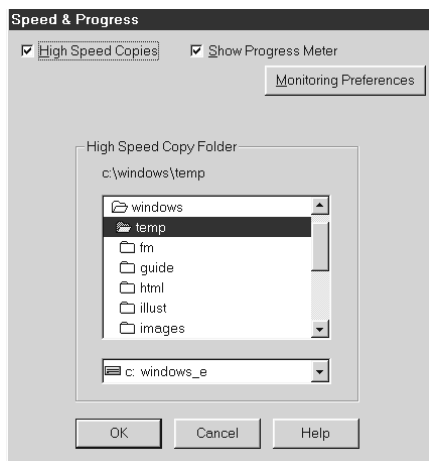 Speed & Progress
High Speed Copies Show Progress Meter
Monitoring Preferences
High Speed Copy Folder
c:\windows\temp
windows
temp
fm
guide
html
illust
images
c: windows_e
OK Cancel Help